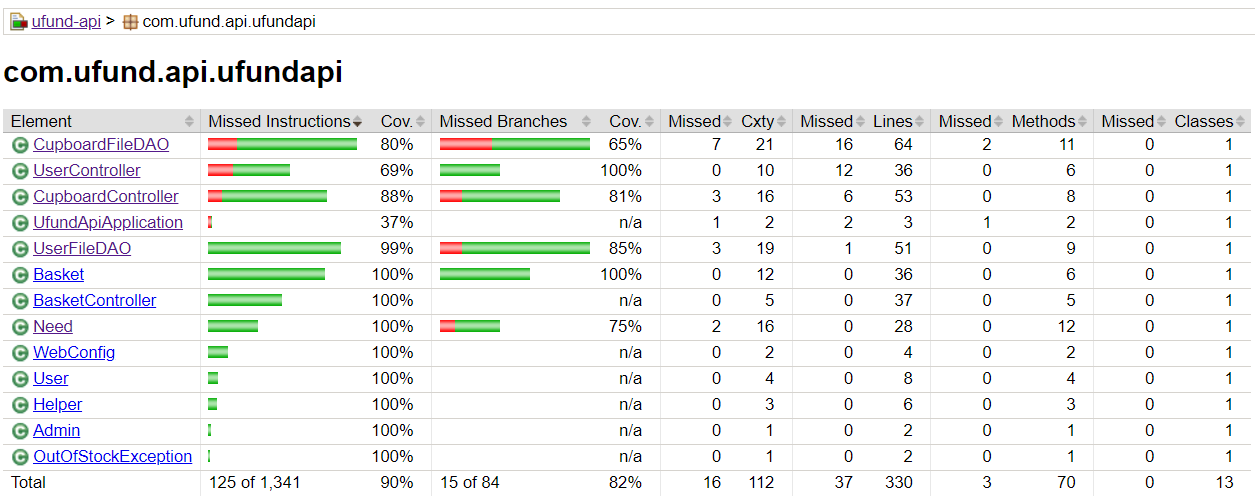 ufund-api > com.ufund.api.ufundapi
com.ufund.api.ufundapi
Element Missed Instructions Cov. Missed Branches Cov. Missed Cxty Missed Lines Missed Methods Missed Classes
CupboardFileDAO 80% 65% 7 21 16 64 2 11 0 1
UserController 69% 100% 0 10 12 36 0 6 0 1
CupboardController 88% 81% 3 16 6 53 0 8 0 1
UfundApiApplication 37% n/a 1 2 2 3 1 2 0 1
UserFileDAO 99% 85% 3 19 1 51 0 9 0 1
Basket 100% 100% 0 12 0 36 0 6 0 1
BasketController 100% n/a 0 5 0 37 0 5 0 1
Need 100% 75% 2 16 0 28 0 12 0 1
WebConfig 100% n/a 0 2 0 4 0 2 0 1
User 100% n/a 0 4 0 8 0 4 0 1
Helper 100% n/a 0 3 0 6 0 3 0 1
Admin 100% n/a 0 1 0 2 0 1 0 1
OutOfStockException 100% n/a 0 1 0 2 0 1 0 1
Total 125 of 1,341 90% 15 of 84 82% 16 112 37 330 3 70 0 13